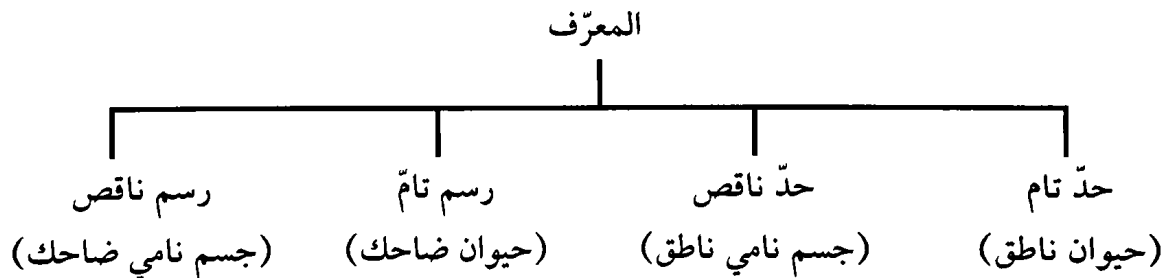 المعرّف
حدّ تام
(حيوان ناطق)
حدّ ناقص
(جسم نامي ناطق)
رسم تامّ
(حيوان ضاحك)
رسم ناقص
(جسم نامي ضاحك)